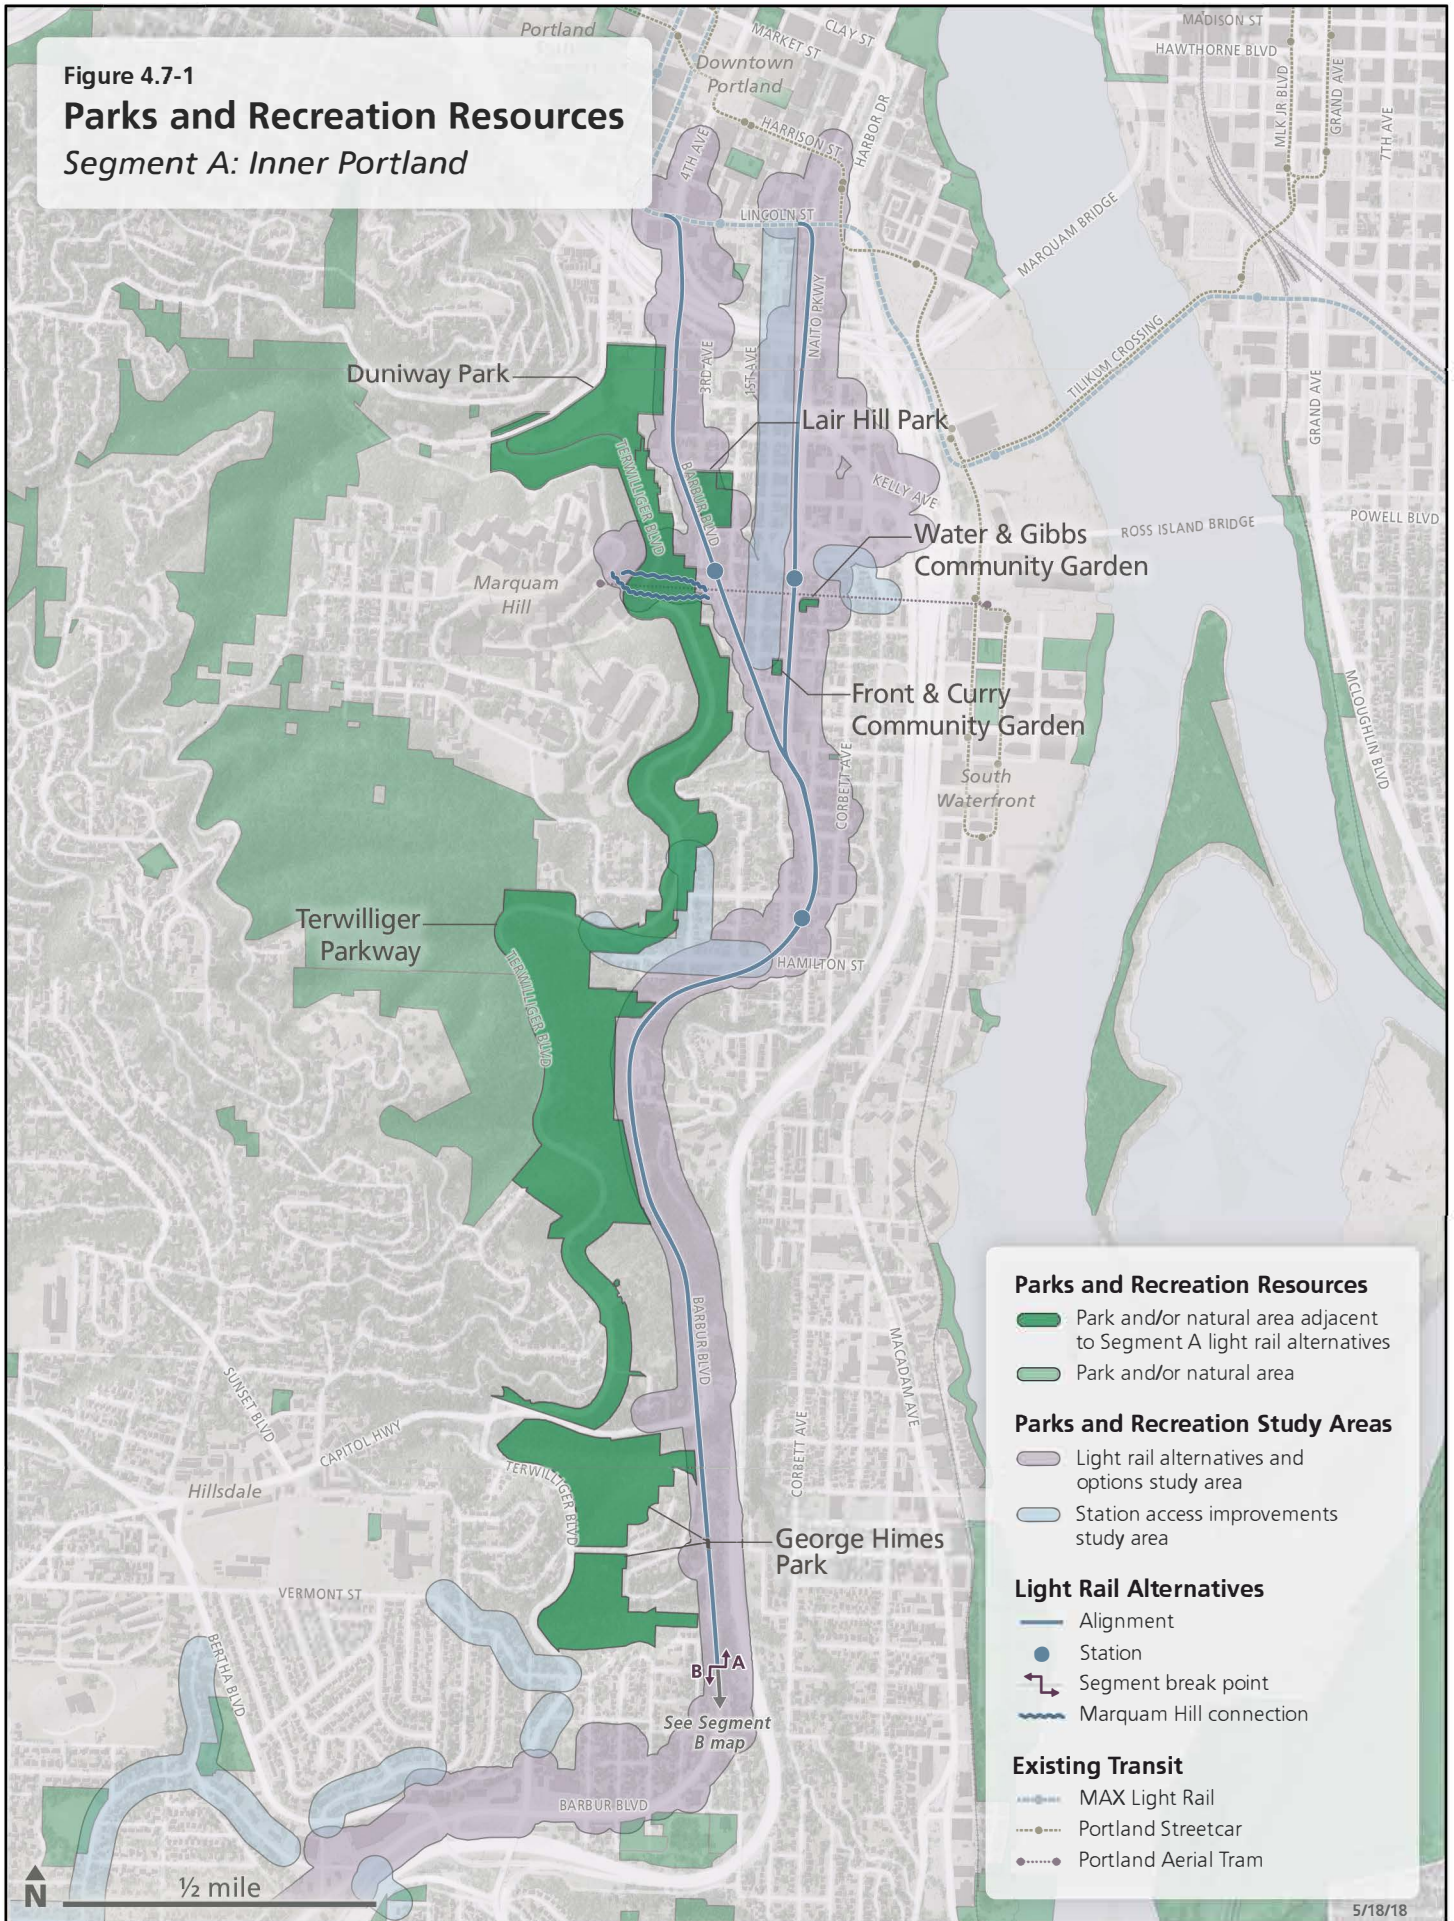 Figure 4.7-1
Parks and Recreation Resources
Segment A: Inner Portland
Portland
CLAY ST
MARKET ST
Downtown
Portland
HARRISON ST
HARBOR DR
4TH AVE
LINCOLN ST
MADISON ST
HAWTHORNE BLVD
MLK JR BLVD
GRAND AVE
7TH AVE
MARQUAM BRIDGE
NAITO PKWY
TILIKUM CROSSING
3RD AVE
1ST AVE
GRAND AVE
Duniway Park
Lair Hill Park
TERWILLIGER BLVD
BARBUR BLVD
KELLY AVE
ROSS ISLAND BRIDGE
POWELL BLVD
Water & Gibbs
Community Garden
Marquam
Hill
Front & Curry
Community Garden
MCLOUGHLIN BLVD
CORBETT AVE
South
Waterfront
Terwilliger
Parkway
HAMILTON ST
TERWILLIGER BLVD
BARBUR BLVD
MACADAM AVE
SUNSET BLVD
CAPITOL HWY
CORBETT AVE
Hillsdale
TERWILLIGER BLVD
George Himes
Park
VERMONT ST
BERTHA BLVD
B
A
See Segment
B map
BARBUR BLVD
Parks and Recreation Resources
Park and/or natural area adjacent
to Segment A light rail alternatives
Park and/or natural area
Parks and Recreation Study Areas
Light rail alternatives and
options study area
Station access improvements
study area
Light Rail Alternatives
Alignment
Station
Segment break point
Marquam Hill connection
Existing Transit
MAX Light Rail
Portland Streetcar
Portland Aerial Tram
N
½ mile
5/18/18